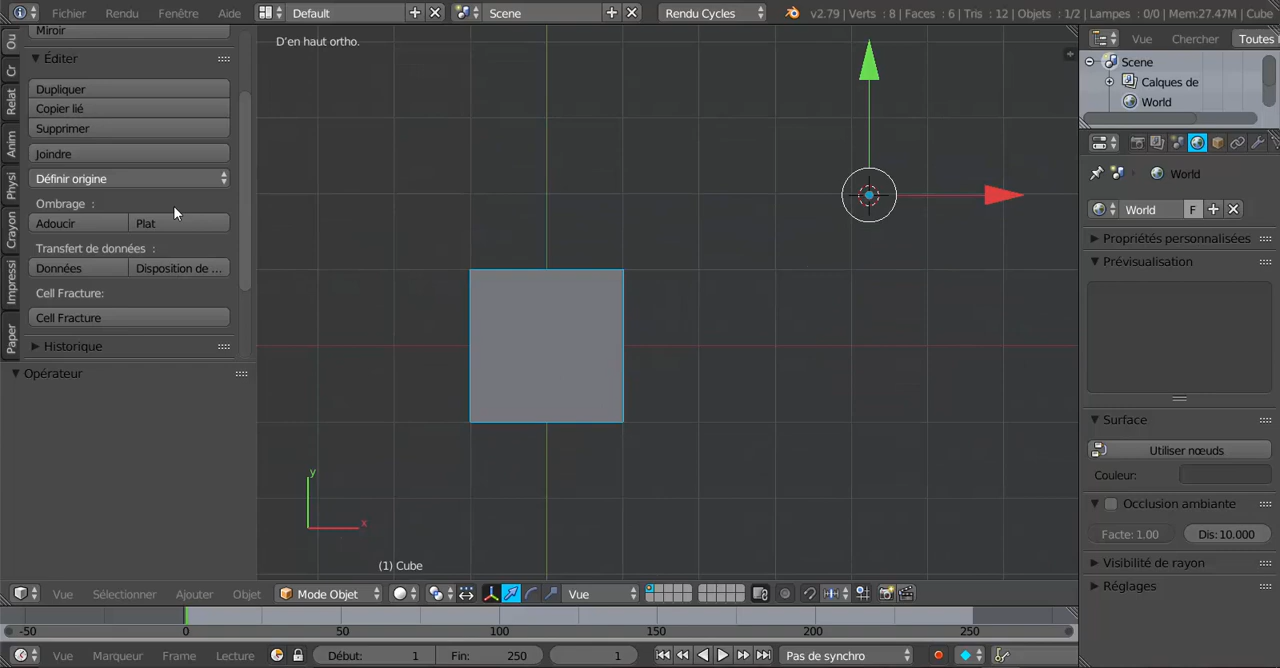 Fichier Rendu Fenêtre Aide Default Scene Rendu Cycles v2.79 | Verts : 8 | Faces : 6 | Tris : 12 | Objets : 1/2 | Lampes : 0/0 | Mem:27.47M | Cube
Miroir
Éditer
Dupliquer
Copier lié
Supprimer
Joindre
Définir origine
Ombrage :
Adoucir Plat
Transfert de données :
Données Disposition de ...
Cell Fracture:
Cell Fracture
Historique
Opérateur
Ou
Cr
Relat
Anim
Physi
Crayon
Impressi
Paper
D'en haut ortho.
y
x
(1) Cube
Vue Sélectionner Ajouter Objet Mode Objet Vue
Vue Chercher Toutes
Scene
Calques de
World
World
World F
Propriétés personnalisées
Prévisualisation
Surface
Utiliser nœuds
Couleur:
Occlusion ambiante
Facte: 1.00 Dis: 10.000
Visibilité de rayon
Réglages
-50 0 50 100 150 200 250
Vue Marqueur Frame Lecture Début: 1 Fin: 250 1 Pas de synchro